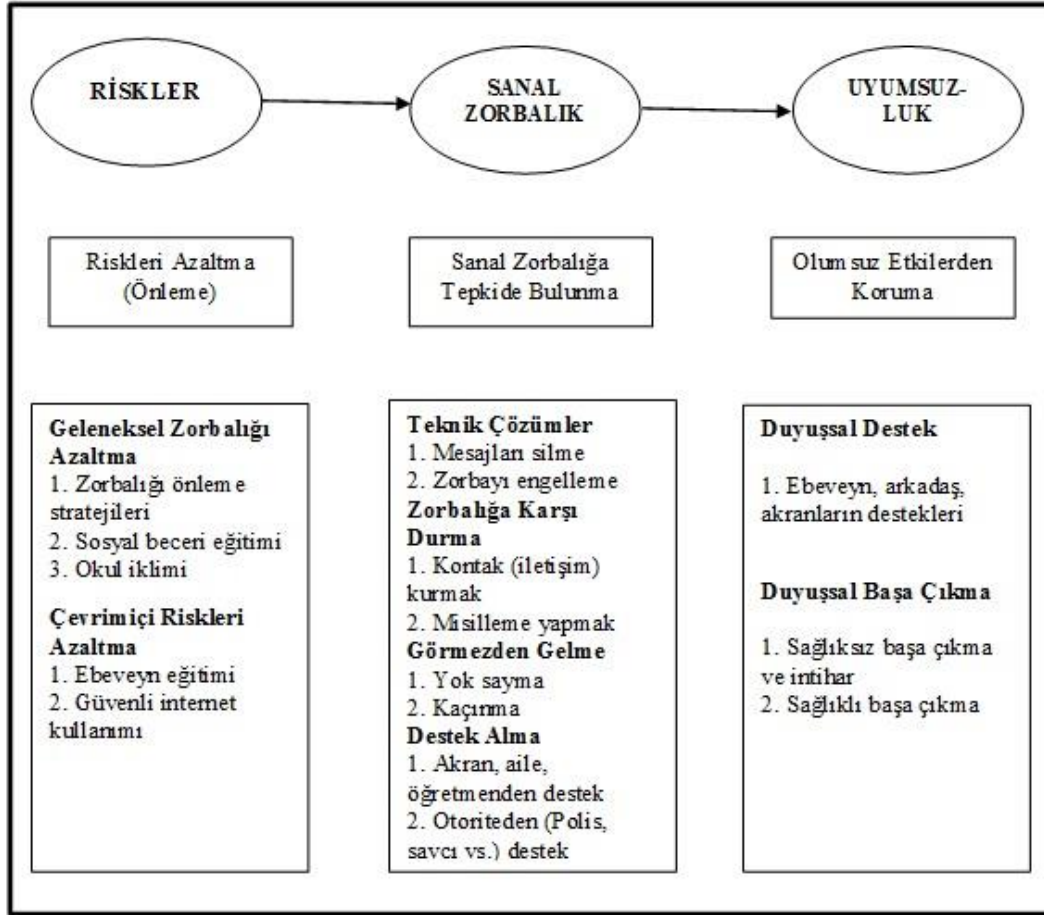 RİSKLER
SANAL
ZORBALIK
UYUMSUZ-
LUK
Riskleri Azaltma
(Önleme)
Sanal Zorbalığa
Tepkide Bulunma
Olumsuz Etkilerden
Koruma
Geleneksel Zorbalığı
Azaltma
1. Zorbalığı önleme
stratejileri
2. Sosyal beceri eğitimi
3. Okul iklimi
Çevrimiçi Riskleri
Azaltma
1. Ebeveyn eğitimi
2. Güvenli internet
kullanımı
Teknik Çözümler
1. Mesajları silme
2. Zorbayı engelleme
Zorbalığa Karşı
Durma
1. Kontak (iletişim)
kurmak
2. Misilleme yapmak
Görmezden Gelme
1. Yok sayma
2. Kaçınma
Destek Alma
1. Akran, aile,
öğretmenden destek
2. Otoriteden (Polis,
savcı vs.) destek
Duyuşsal Destek
1. Ebeveyn, arkadaş,
akranların destekleri
Duyuşsal Başa Çıkma
1. Sağlıksız başa çıkma
ve intihar
2. Sağlıklı başa çıkma